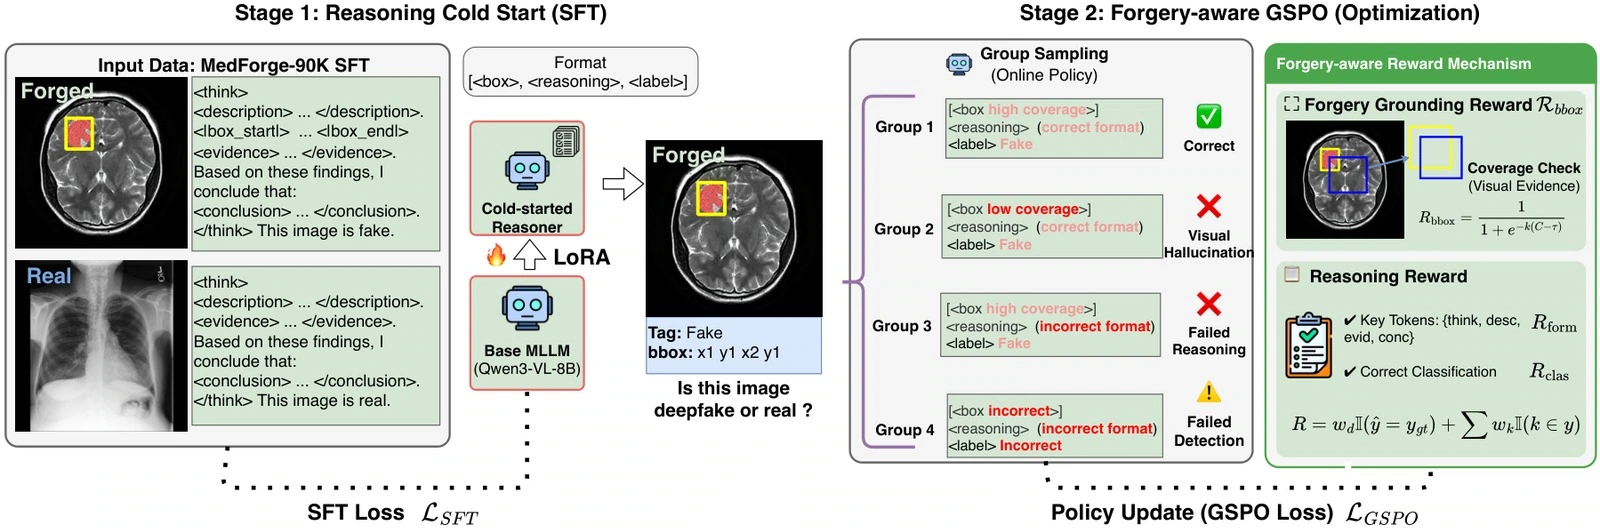 Stage 1: Reasoning Cold Start (SFT)
Input Data: MedForge-90K SFT
Forged
<think>
<description> ... </description>.
<lbox_startl> ... <lbox_endl>
<evidence> ... </evidence>.
Based on these findings, I
conclude that:
<conclusion> ... </conclusion>.
</think> This image is fake.
Real
<think>
<description> ... </description>.
<evidence> ... </evidence>.
Based on these findings, I
conclude that:
<conclusion> ... </conclusion>.
</think> This image is real.
Format
[<box>, <reasoning>, <label>]
Cold-started
Reasoner
LoRA
Base MLLM
(Qwen3-VL-8B)
SFT Loss ℒ_SFT
Forged
Tag: Fake
bbox: x1 y1 x2 y1
Is this image
deepfake or real ?
Stage 2: Forgery-aware GSPO (Optimization)
Group Sampling
(Online Policy)
Group 1
[<box high coverage>]
<reasoning> (correct format)
<label> Fake
Correct
Group 2
[<box low coverage>]
<reasoning> (correct format)
<label> Fake
Visual
Hallucination
Group 3
[<box high coverage>]
<reasoning> (incorrect format)
<label> Fake
Failed
Reasoning
Group 4
[<box incorrect>]
<reasoning> (incorrect format)
<label> Incorrect
Failed
Detection
Forgery-aware Reward Mechanism
Forgery Grounding Reward ℛ_bbox
Coverage Check
(Visual Evidence)
R_bbox = 1 / (1 + e^{-k(C-τ)})
Reasoning Reward
✔ Key Tokens: {think, desc,
evid, conc}
R_form
✔ Correct Classification R_clas
R = w_d 𝕀(ŷ = y_gt) + ∑ w_k 𝕀(k ∈ y)
Policy Update (GSPO Loss) ℒ_GSPO